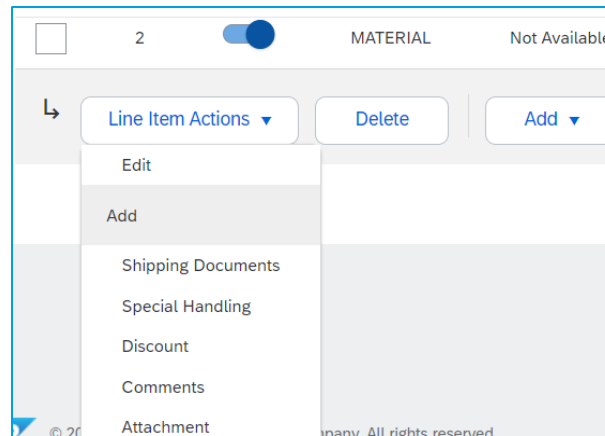 2 MATERIAL Not Available
Line Item Actions Delete Add
Edit
Add
Shipping Documents
Special Handling
Discount
Comments
Attachment
© 20 All rights reserved